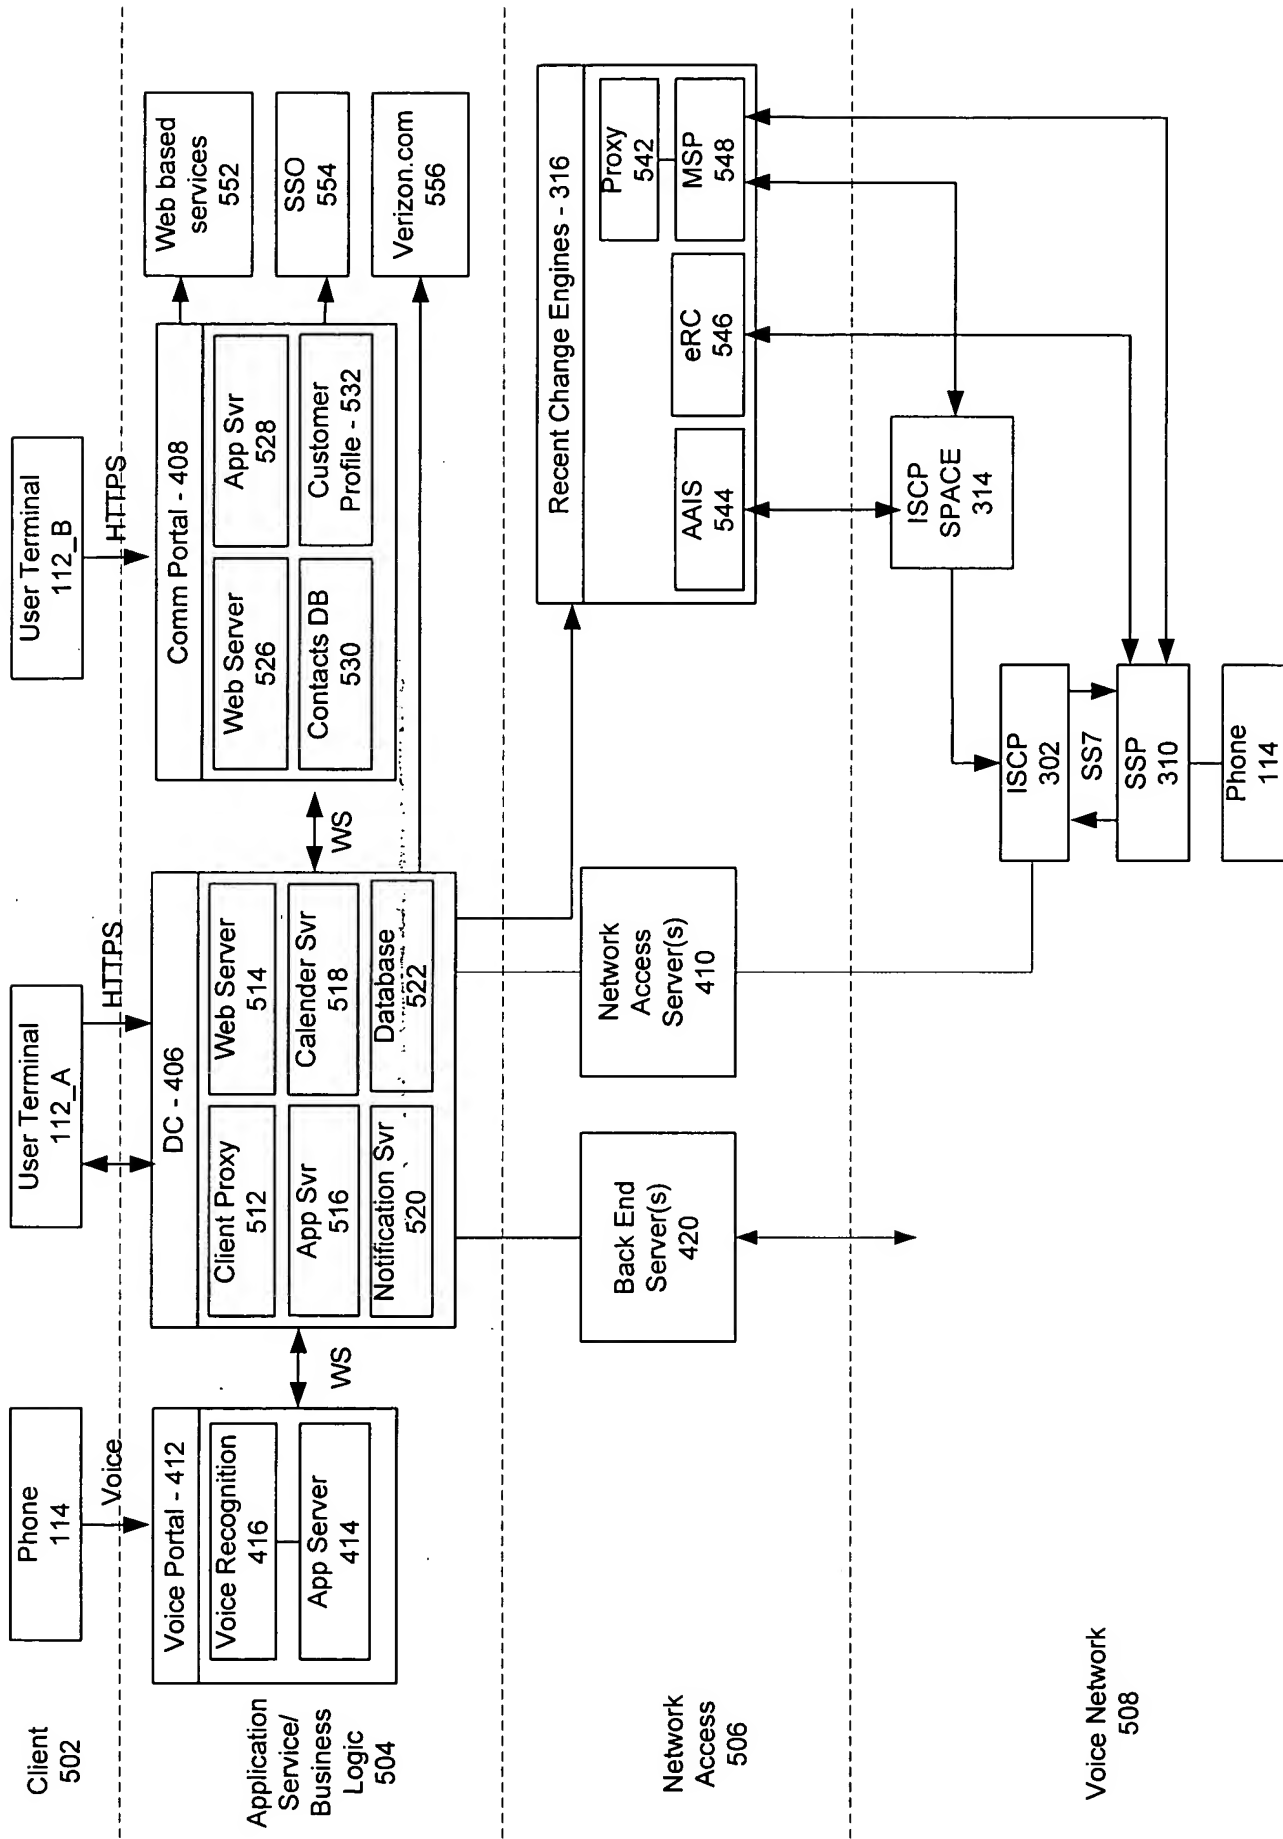 Client
502
Phone
114
User Terminal
112_A
User Terminal
112_B
Voice
HTTPS
HTTPS
Application
Service/
Business
Logic
504
Voice Portal - 412
Voice Recognition
416
App Server
414
WS
DC - 406
Client Proxy
512
Web Server
514
App Svr
516
Calender Svr
518
Notification Svr
520
Database
522
WS
Comm Portal - 408
Web Server
526
App Svr
528
Contacts DB
530
Customer
Profile - 532
Web based
services
552
SSO
554
Verizon.com
556
Network
Access
506
Back End
Server(s)
420
Network
Access
Server(s)
410
Recent Change Engines - 316
Proxy
542
AAIS
544
eRC
546
MSP
548
Voice Network
508
ISCP
SPACE
314
ISCP
302
SS7
SSP
310
Phone
114